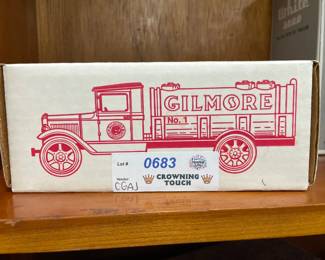 GILMORE
No. 1
Lot #
0683
Vendor
CGAJ
CROWNING
TOUCH